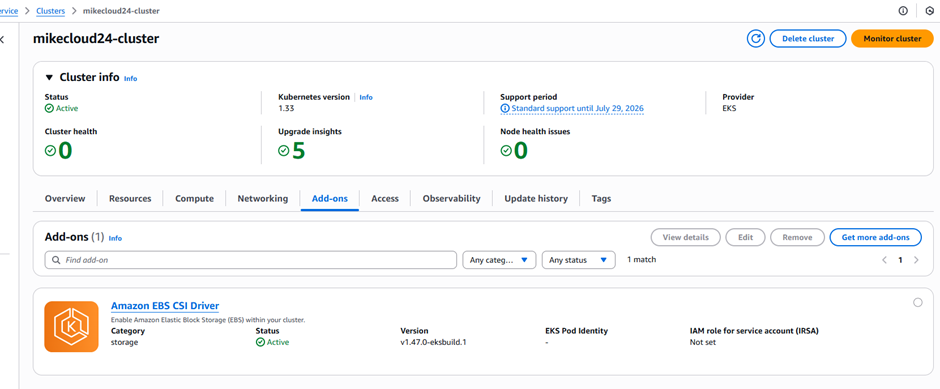 ervice > Clusters > mikecloud24-cluster
mikecloud24-cluster
Delete cluster Monitor cluster
Cluster info Info
Status Kubernetes version Info Support period Provider
Active 1.33 Standard support until July 29, 2026 EKS
Cluster health Upgrade insights Node health issues
0 5 0
Overview Resources Compute Networking Add-ons Access Observability Update history Tags
Add-ons (1) Info View details Edit Remove Get more add-ons
Find add-on Any categ... Any status 1 match 1
Amazon EBS CSI Driver
Enable Amazon Elastic Block Storage (EBS) within your cluster.
Category Status Version EKS Pod Identity IAM role for service account (IRSA)
storage Active v1.47.0-eksbuild.1 - Not set